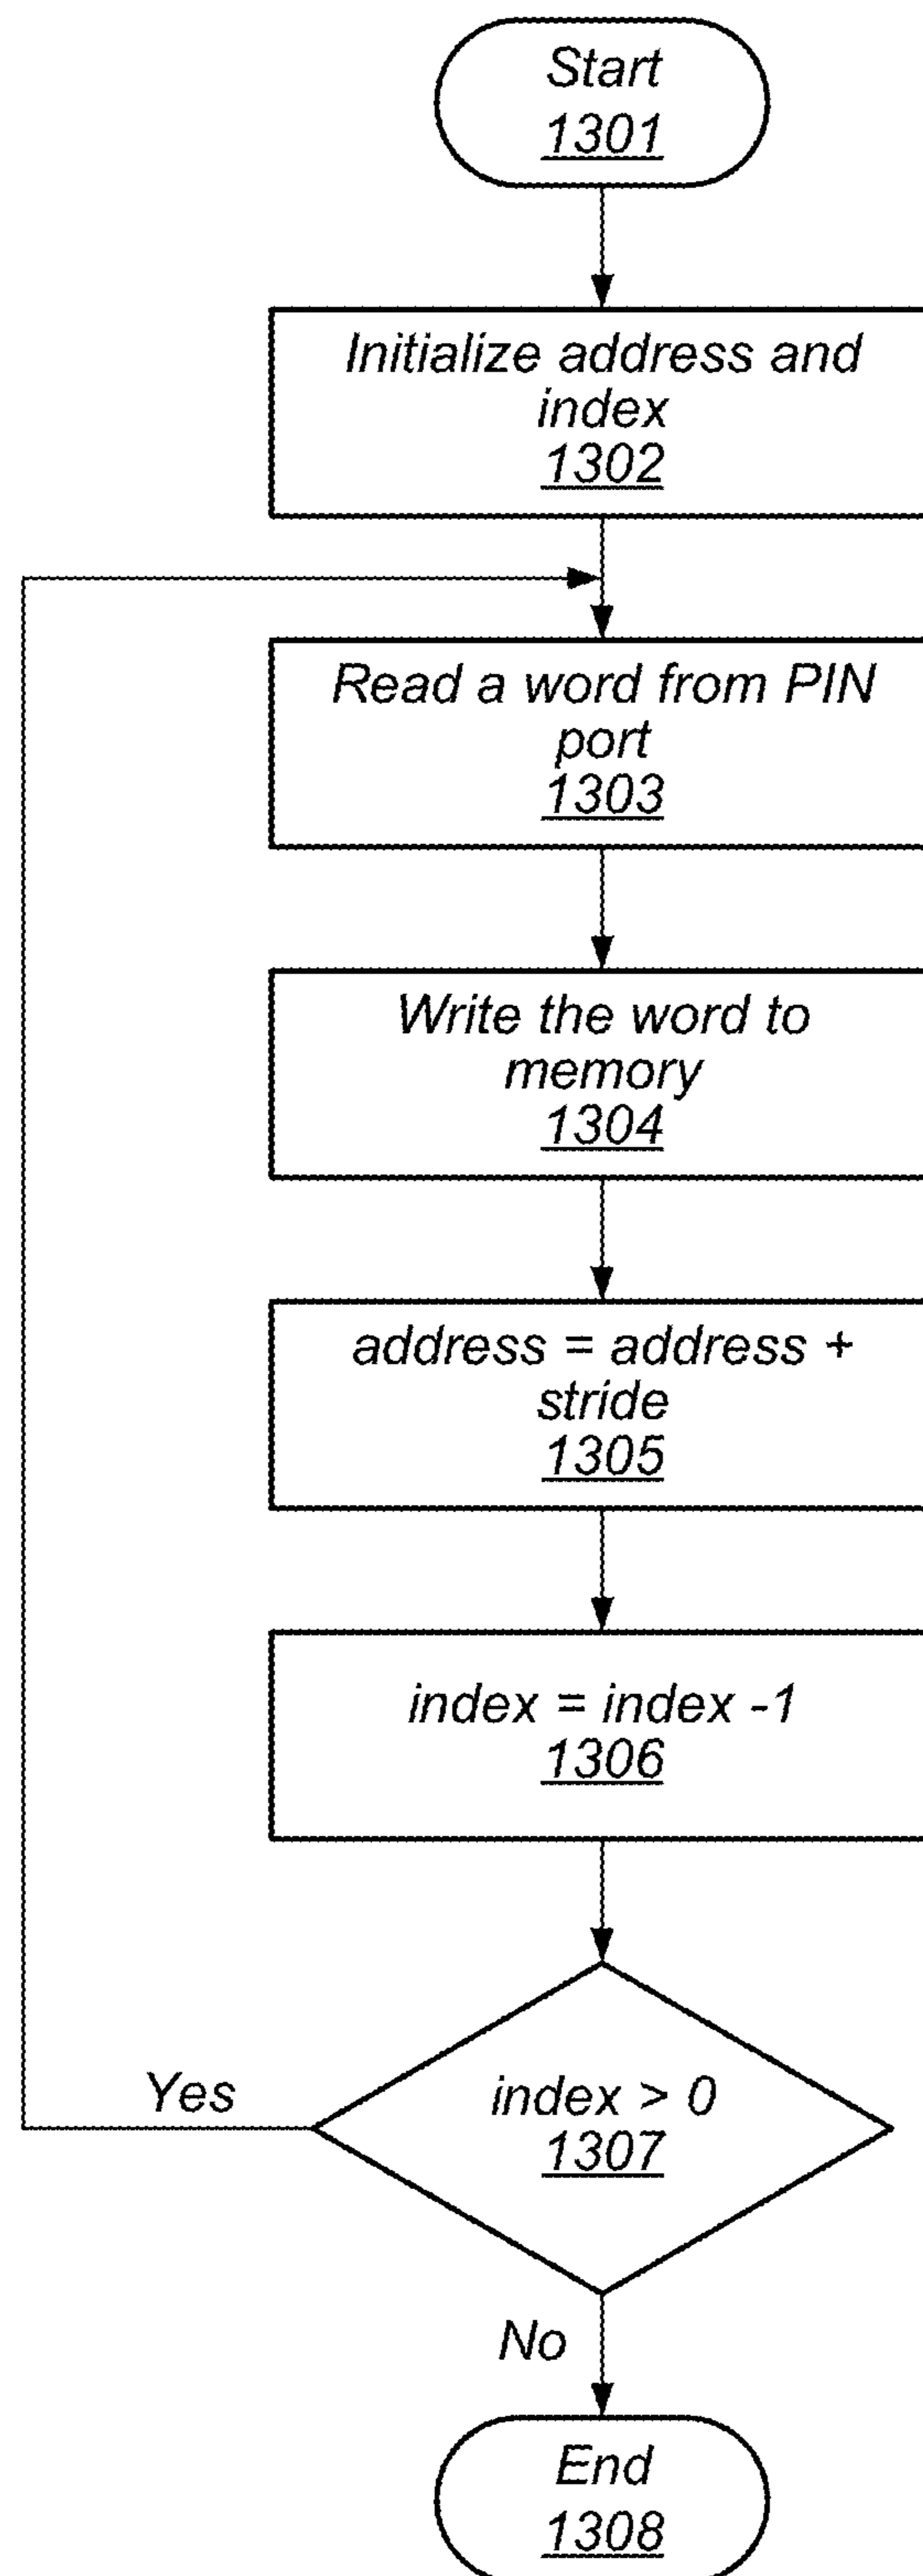 Start
1301
Initialize address and
index
1302
Read a word from PIN
port
1303
Write the word to
memory
1304
address = address +
stride
1305
index = index -1
1306
index > 0
1307
Yes
No
End
1308